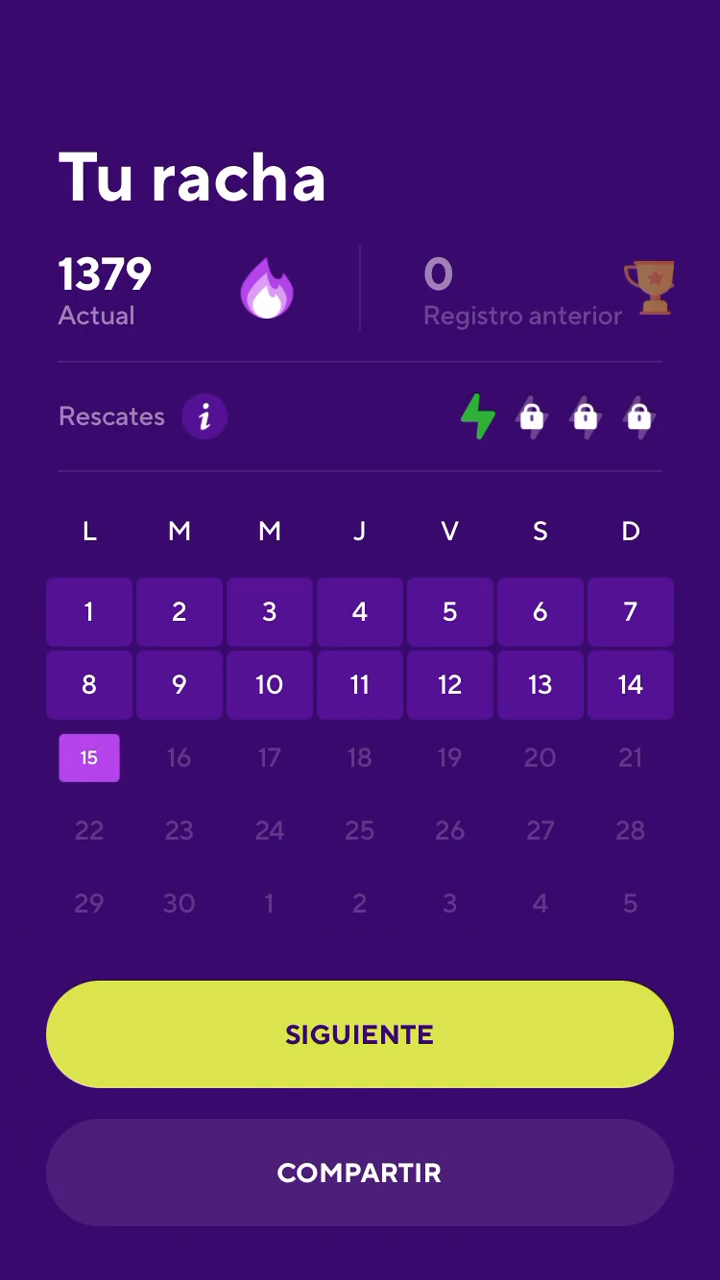 Tu racha
1379
Actual
0
Registro anterior
Rescates i
L M M J V S D
1 2 3 4 5 6 7
8 9 10 11 12 13 14
15 16 17 18 19 20 21
22 23 24 25 26 27 28
29 30 1 2 3 4 5
SIGUIENTE
COMPARTIR